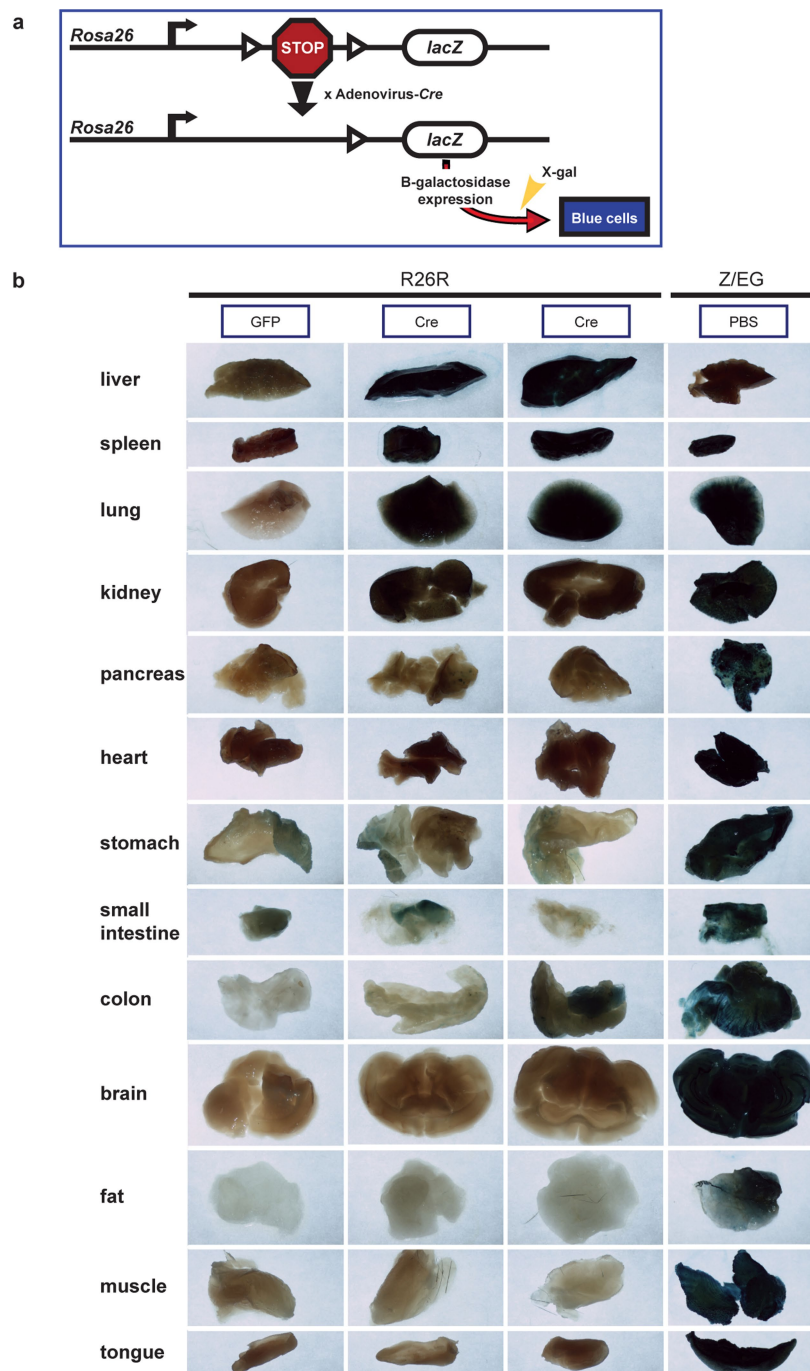 a
Rosa26
STOP
lacZ
x Adenovirus-Cre
Rosa26
lacZ
B-galactosidase
expression
X-gal
Blue cells
b
R26R
Z/EG
GFP
Cre
Cre
PBS
liver
spleen
lung
kidney
pancreas
heart
stomach
small
intestine
colon
brain
fat
muscle
tongue